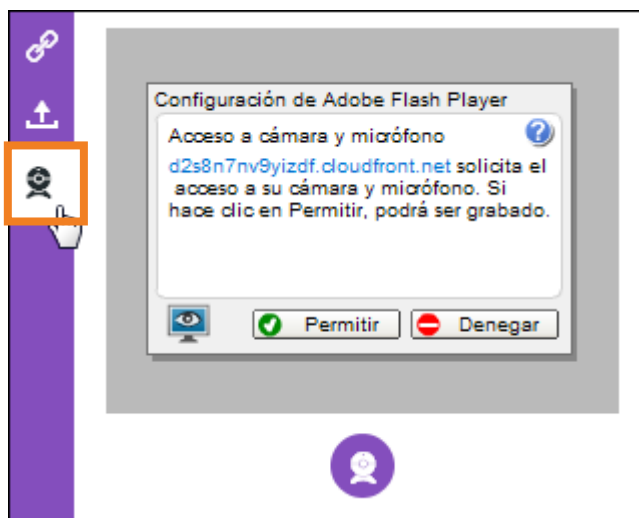 Configuración de Adobe Flash Player
Acceso a cámara y micrófono
d2s8n7nv9yizdf.cloudfront.net solicita el
acceso a su cámara y micrófono. Si
hace clic en Permitir, podrá ser grabado.
Permitir
Denegar